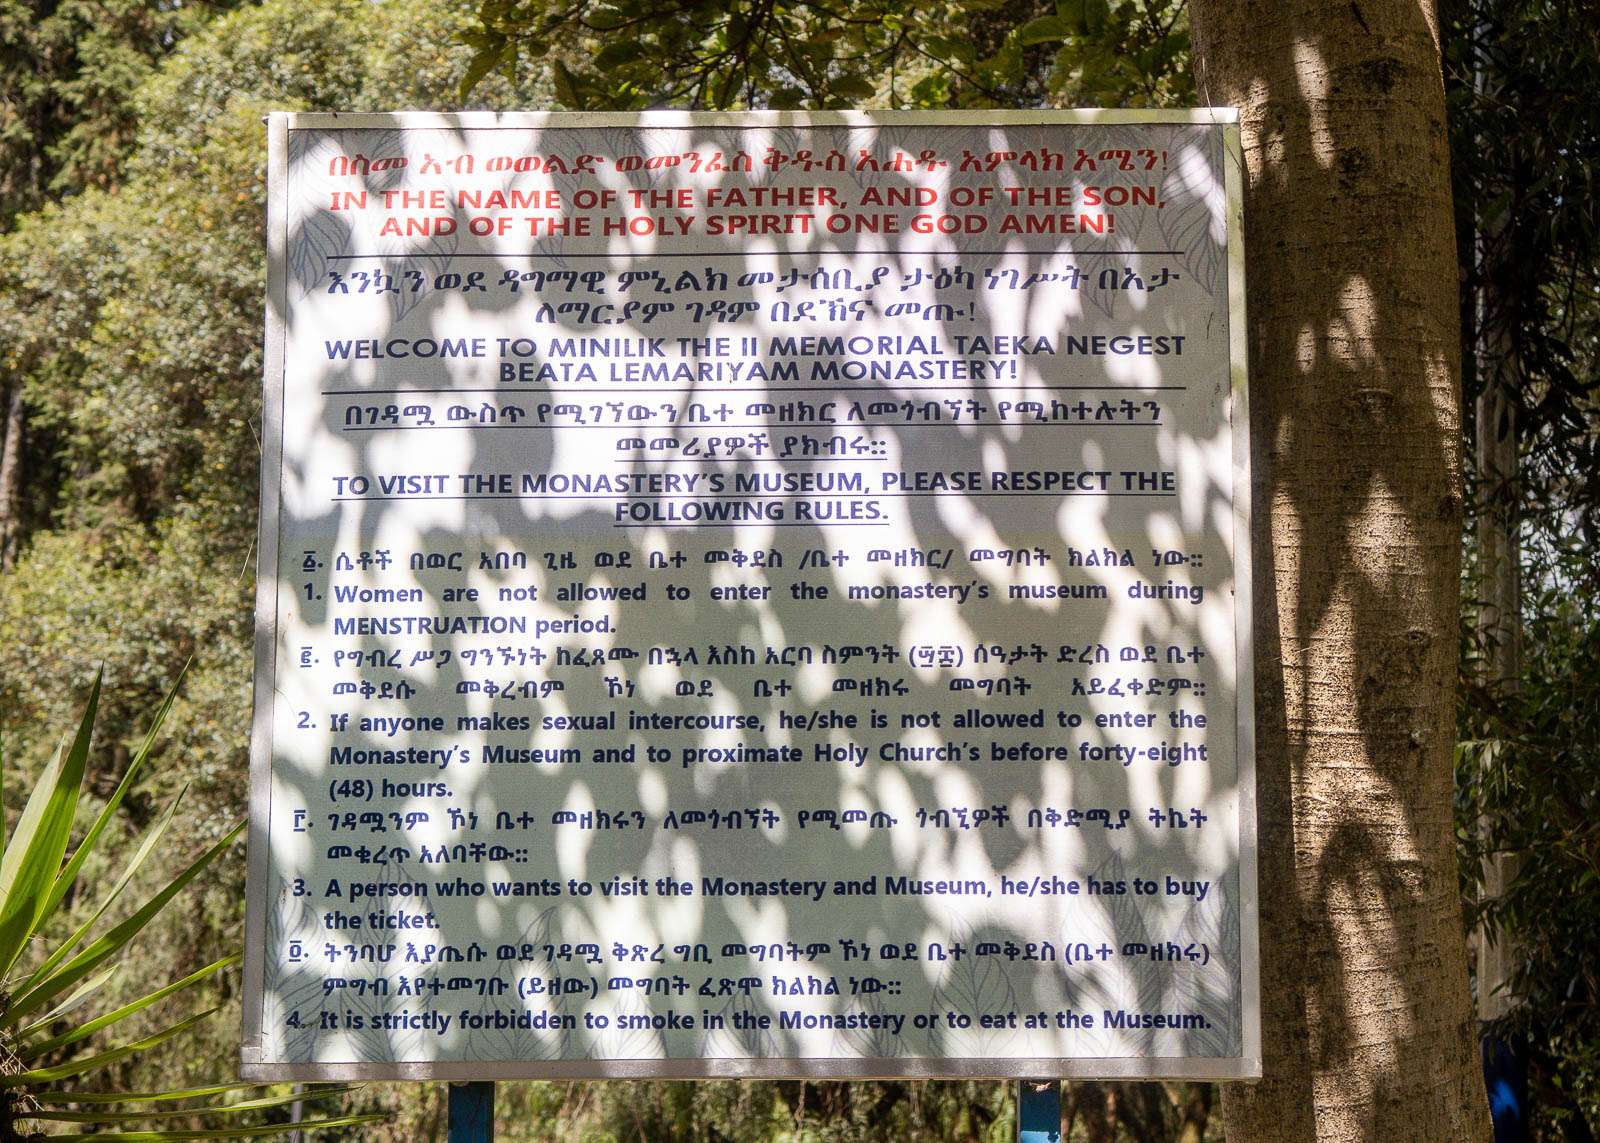 በስመ አብ ወወልድ ወመንፈስ ቅዱስ አሐዱ አምላክ አሜን!
IN THE NAME OF THE FATHER, AND OF THE SON,
AND OF THE HOLY SPIRIT ONE GOD AMEN!
እንኳን ወደ ዳግማዊ ምኒልክ መታሰቢያ ታዕካ ነገሥት በአታ
ለማርያም ገዳም በደኽና መጡ!
WELCOME TO MINILIK THE II MEMORIAL TAEKA NEGEST
BEATA LEMARIYAM MONASTERY!
በገዳሟ ውስጥ የሚገኘውን ቤተ መዘክር ለመጎብኘት የሚከተሉትን
መመሪያዎች ያክብሩ።
TO VISIT THE MONASTERY'S MUSEUM, PLEASE RESPECT THE
FOLLOWING RULES.
፩. ሴቶች በወር አበባ ጊዜ ወደ ቤተ መቅደስ /ቤተ መዘክር/ መግባት ክልክል ነው።
1. Women are not allowed to enter the monastery's museum during
MENSTRUATION period.
፪. የግብረ ሥጋ ግንኙነት ከፈጸሙ በኋላ እስከ አርባ ስምንት (፵፰) ሰዓታት ድረስ ወደ ቤተ
መቅደሱ መቅረብም ኾነ ወደ ቤተ መዘክሩ መግባት አይፈቀድም።
2. If anyone makes sexual intercourse, he/she is not allowed to enter the
Monastery's Museum and to proximate Holy Church's before forty-eight
(48) hours.
፫. ገዳሟንም ኾነ ቤተ መዘክሩን ለመጎብኘት የሚመጡ ጎብኚዎች በቅድሚያ ትኬት
መቁረጥ አለባቸው።
3. A person who wants to visit the Monastery and Museum, he/she has to buy
the ticket.
፬. ትንባሆ እያጤሱ ወደ ገዳሟ ቅጽረ ግቢ መግባትም ኾነ ወደ ቤተ መቅደስ (ቤተ መዘክሩ)
ምግብ እየተመገቡ (ይዘው) መግባት ፈጽሞ ክልክል ነው።
4. It is strictly forbidden to smoke in the Monastery or to eat at the Museum.